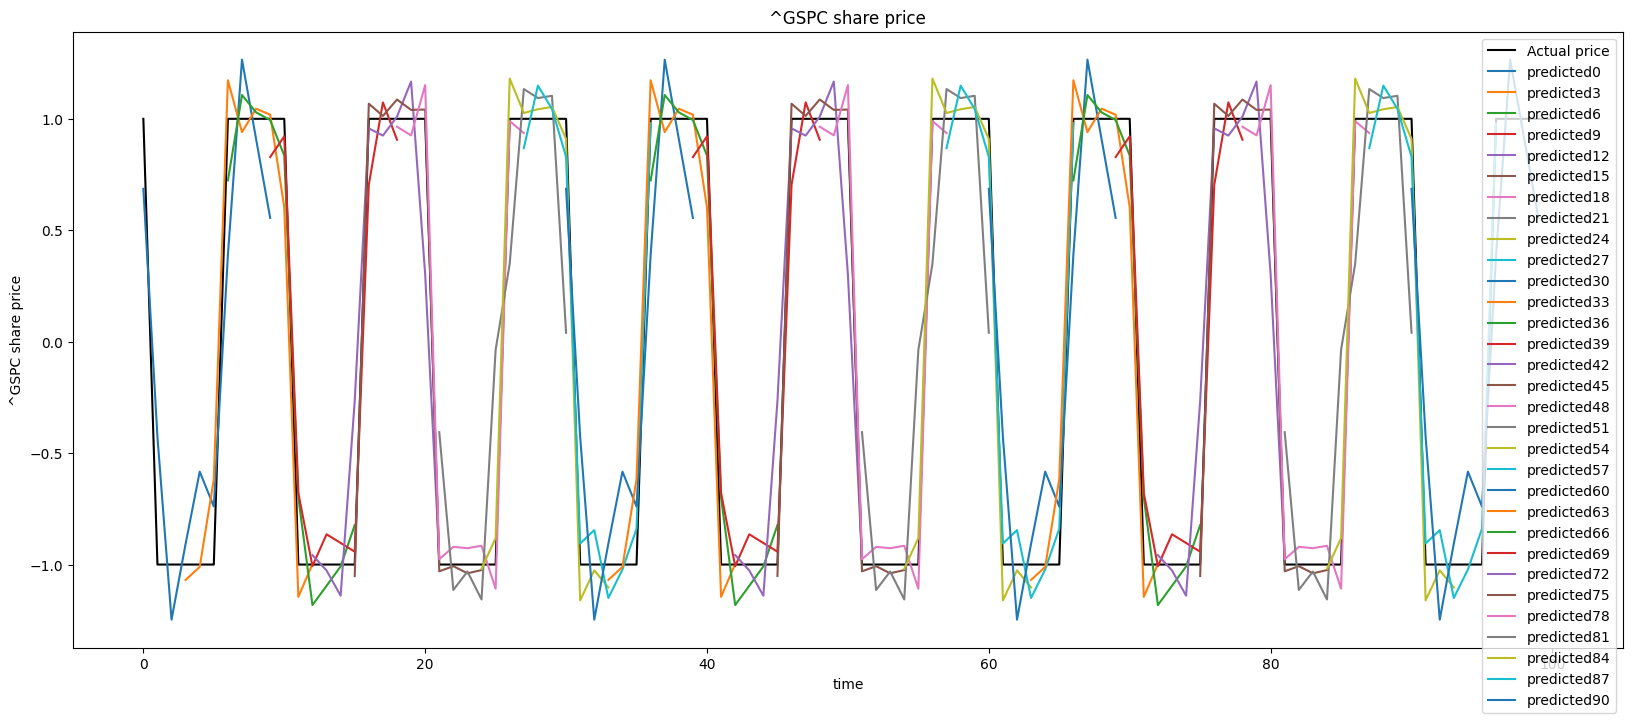 ^GSPC share price
^GSPC share price
1.0
0.5
0.0
−0.5
−1.0
0
20
40
60
80
100
time
Actual price
predicted0
predicted3
predicted6
predicted9
predicted12
predicted15
predicted18
predicted21
predicted24
predicted27
predicted30
predicted33
predicted36
predicted39
predicted42
predicted45
predicted48
predicted51
predicted54
predicted57
predicted60
predicted63
predicted66
predicted69
predicted72
predicted75
predicted78
predicted81
predicted84
predicted87
predicted90